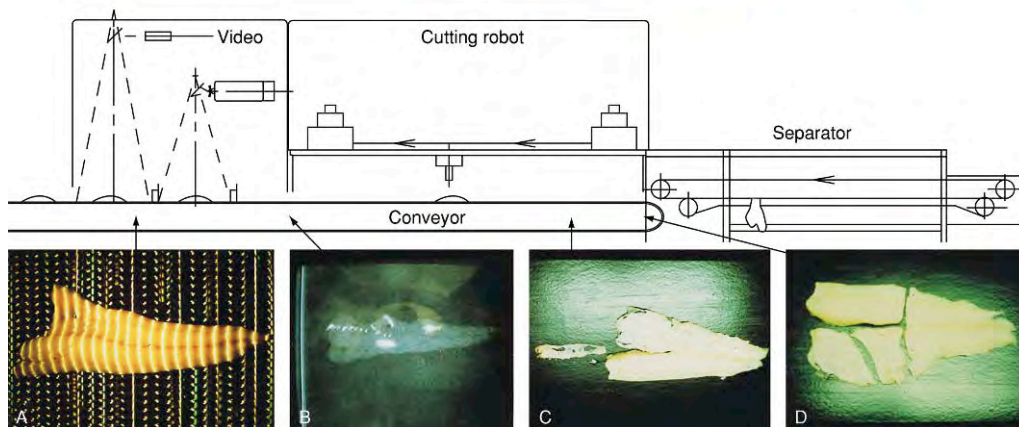 Video
Cutting robot
Separator
Conveyor
A
B
C
D